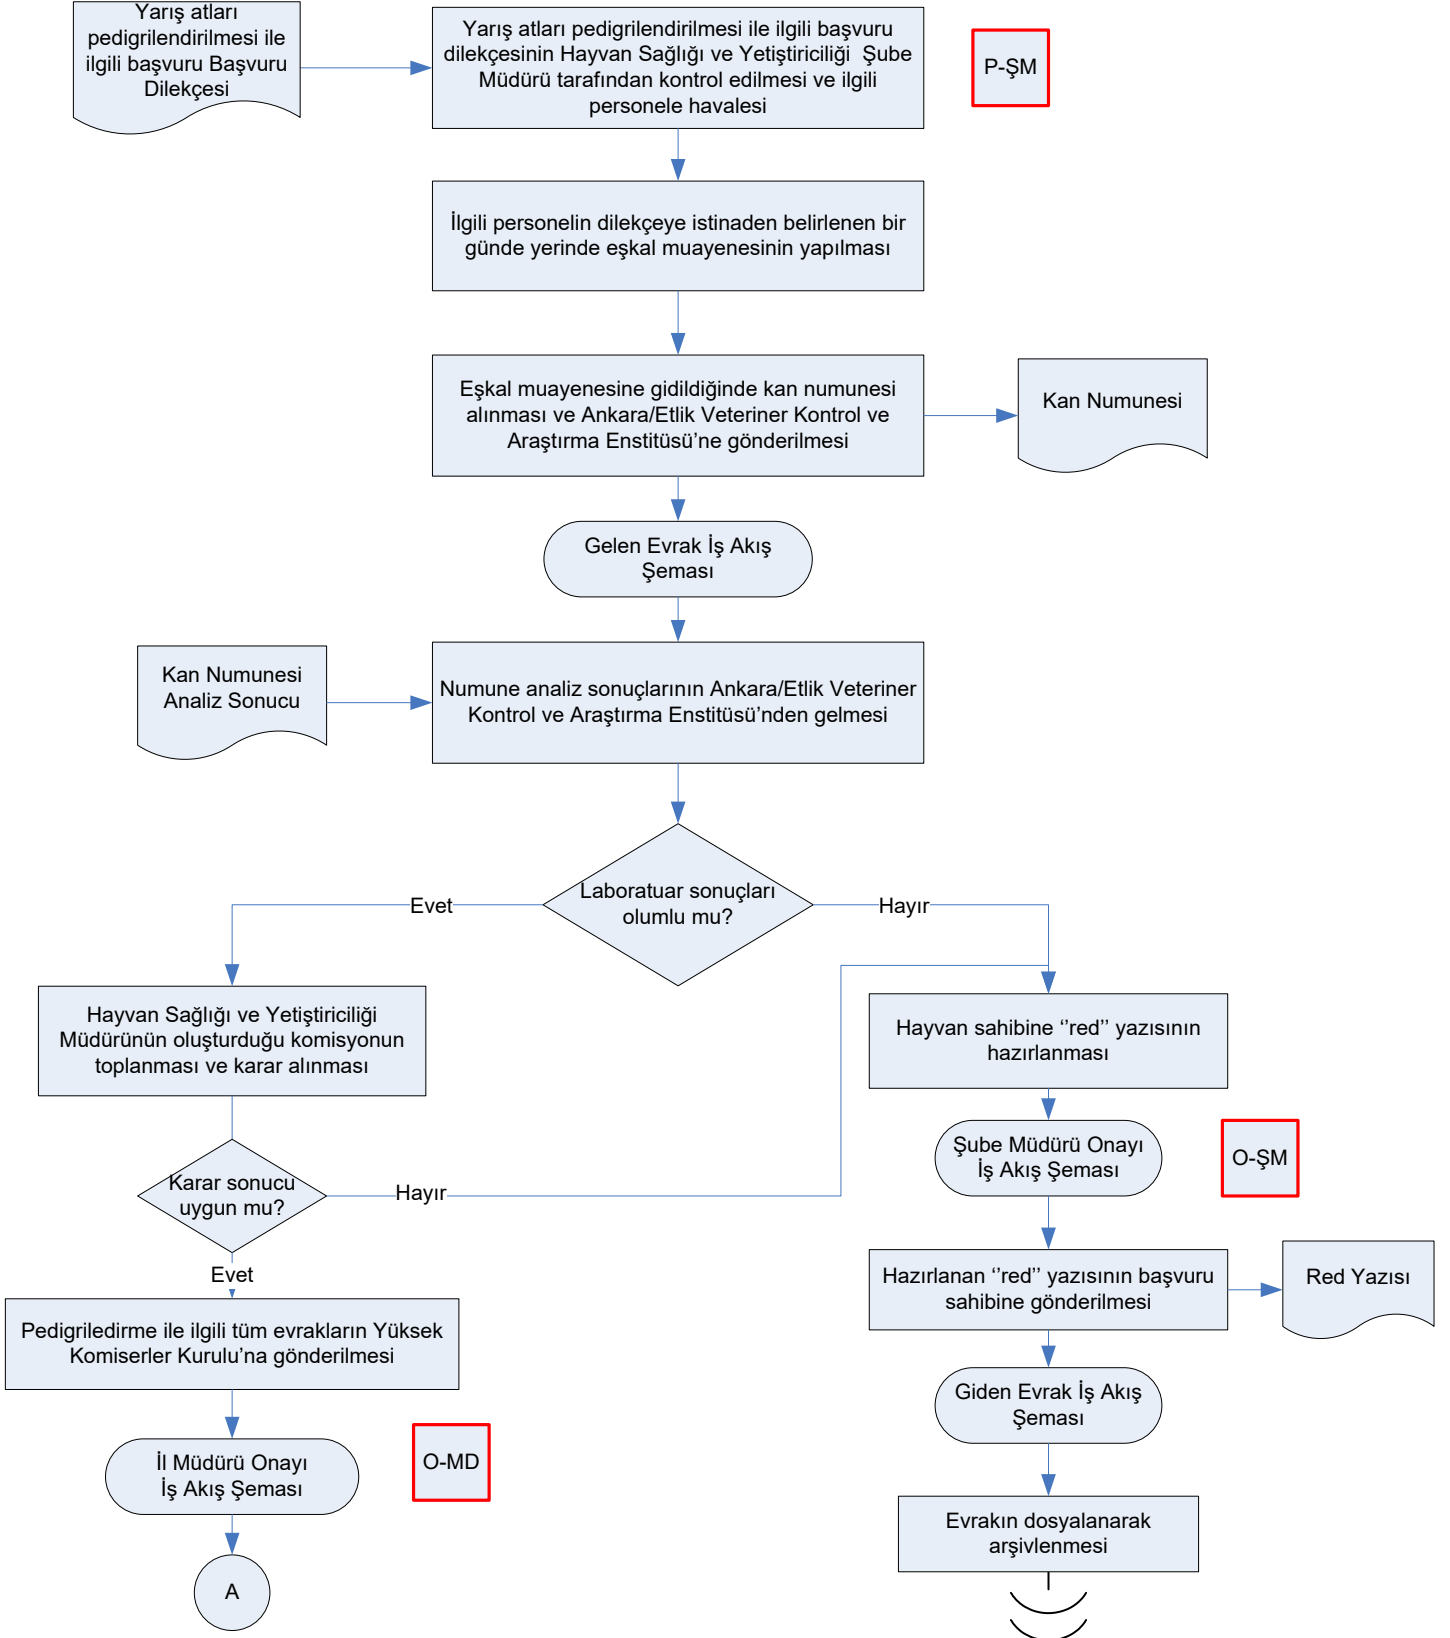 Yarış atları
pedigrilendirilmesi ile
ilgili başvuru Başvuru
Dilekçesi
Yarış atları pedigrilendirilmesi ile ilgili başvuru
dilekçesinin Hayvan Sağlığı ve Yetiştiriciliği Şube
Müdürü tarafından kontrol edilmesi ve ilgili
personele havalesi
P-ŞM
İlgili personelin dilekçeye istinaden belirlenen bir
günde yerinde eşkal muayenesinin yapılması
Eşkal muayenesine gidildiğinde kan numunesi
alınması ve Ankara/Etlik Veteriner Kontrol ve
Araştırma Enstitüsü’ne gönderilmesi
Kan Numunesi
Gelen Evrak İş Akış
Şeması
Kan Numunesi
Analiz Sonucu
Numune analiz sonuçlarının Ankara/Etlik Veteriner
Kontrol ve Araştırma Enstitüsü’nden gelmesi
Laboratuar sonuçları
olumlu mu?
Evet
Hayır
Hayvan Sağlığı ve Yetiştiriciliği
Müdürünün oluşturduğu komisyonun
toplanması ve karar alınması
Hayvan sahibine ‘’red’’ yazısının
hazırlanması
Şube Müdürü Onayı
İş Akış Şeması
O-ŞM
Karar sonucu
uygun mu?
Hayır
Evet
Hazırlanan ‘’red’’ yazısının başvuru
sahibine gönderilmesi
Red Yazısı
Pedigriledirme ile ilgili tüm evrakların Yüksek
Komiserler Kurulu’na gönderilmesi
Giden Evrak İş Akış
Şeması
İl Müdürü Onayı
İş Akış Şeması
O-MD
Evrakın dosyalanarak
arşivlenmesi
A